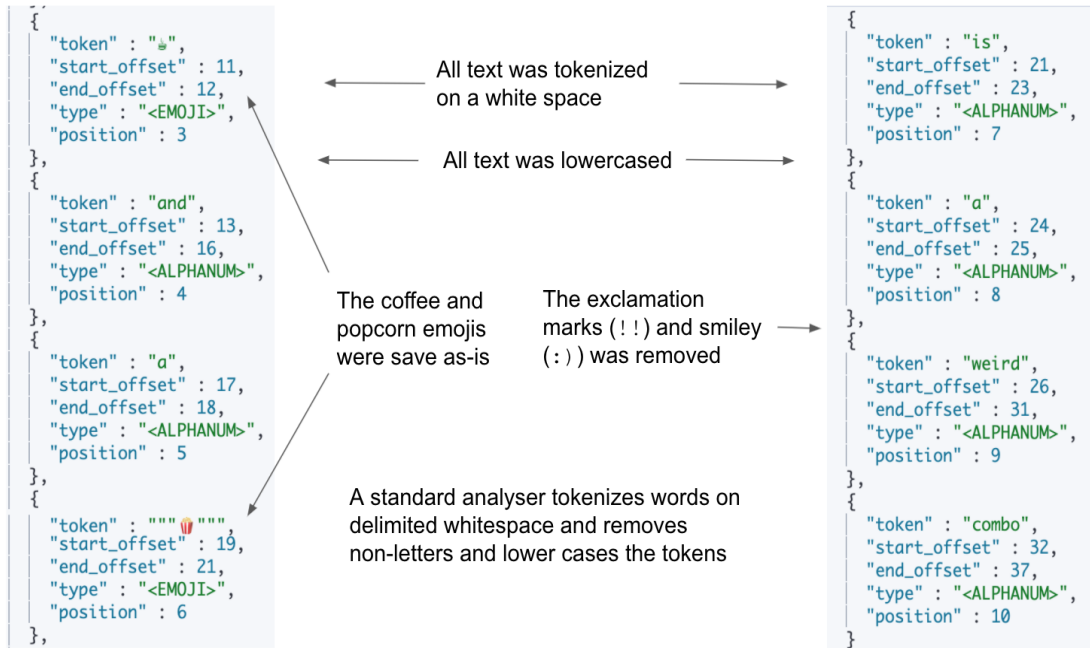 },
{
"token" : "☕",
"start_offset" : 11,
"end_offset" : 12,
"type" : "<EMOJI>",
"position" : 3
},
{
"token" : "and",
"start_offset" : 13,
"end_offset" : 16,
"type" : "<ALPHANUM>",
"position" : 4
},
{
"token" : "a",
"start_offset" : 17,
"end_offset" : 18,
"type" : "<ALPHANUM>",
"position" : 5
},
{
"token" : """🍿""",
"start_offset" : 19,
"end_offset" : 21,
"type" : "<EMOJI>",
"position" : 6
},
All text was tokenized
on a white space
All text was lowercased
The coffee and
popcorn emojis
were save as-is
The exclamation
marks (!!) and smiley
(:)) was removed
A standard analyser tokenizes words on
delimited whitespace and removes
non-letters and lower cases the tokens
{
"token" : "is",
"start_offset" : 21,
"end_offset" : 23,
"type" : "<ALPHANUM>",
"position" : 7
},
{
"token" : "a",
"start_offset" : 24,
"end_offset" : 25,
"type" : "<ALPHANUM>",
"position" : 8
},
{
"token" : "weird",
"start_offset" : 26,
"end_offset" : 31,
"type" : "<ALPHANUM>",
"position" : 9
},
{
"token" : "combo",
"start_offset" : 32,
"end_offset" : 37,
"type" : "<ALPHANUM>",
"position" : 10
}